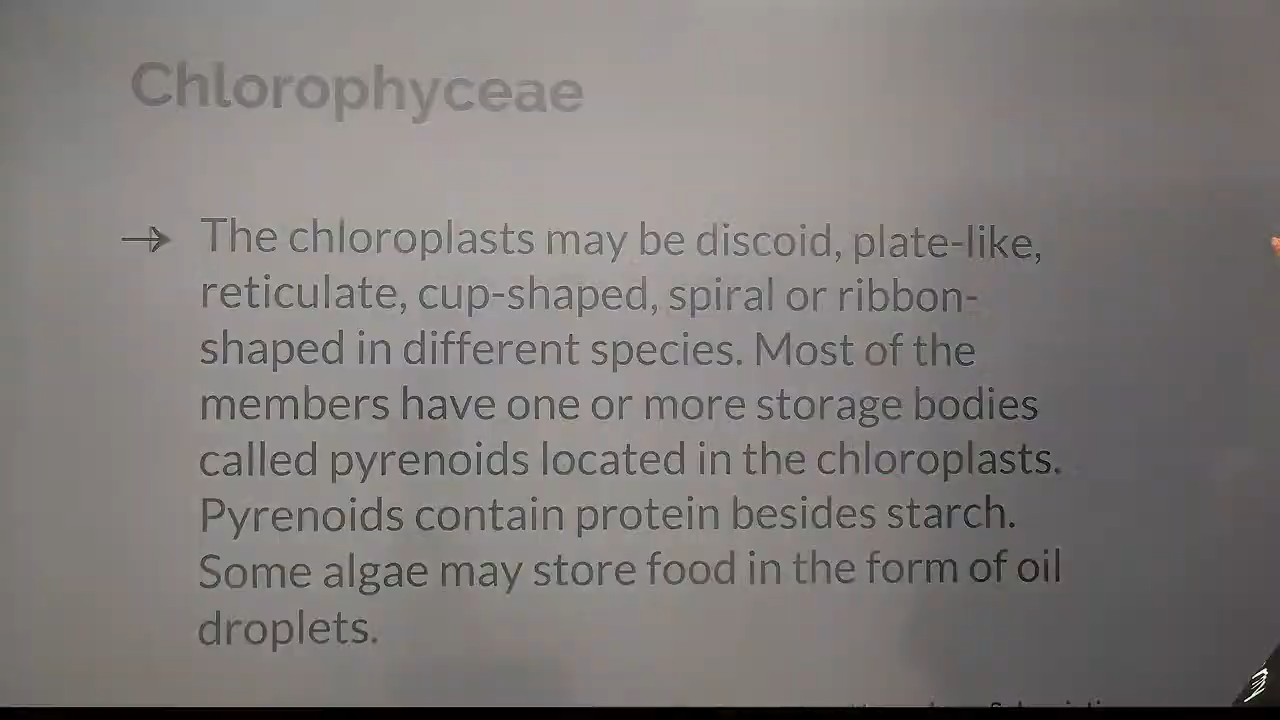 Chlorophyceae
→ The chloroplasts may be discoid, plate-like,
reticulate, cup-shaped, spiral or ribbon-
shaped in different species. Most of the
members have one or more storage bodies
called pyrenoids located in the chloroplasts.
Pyrenoids contain protein besides starch.
Some algae may store food in the form of oil
droplets.
3